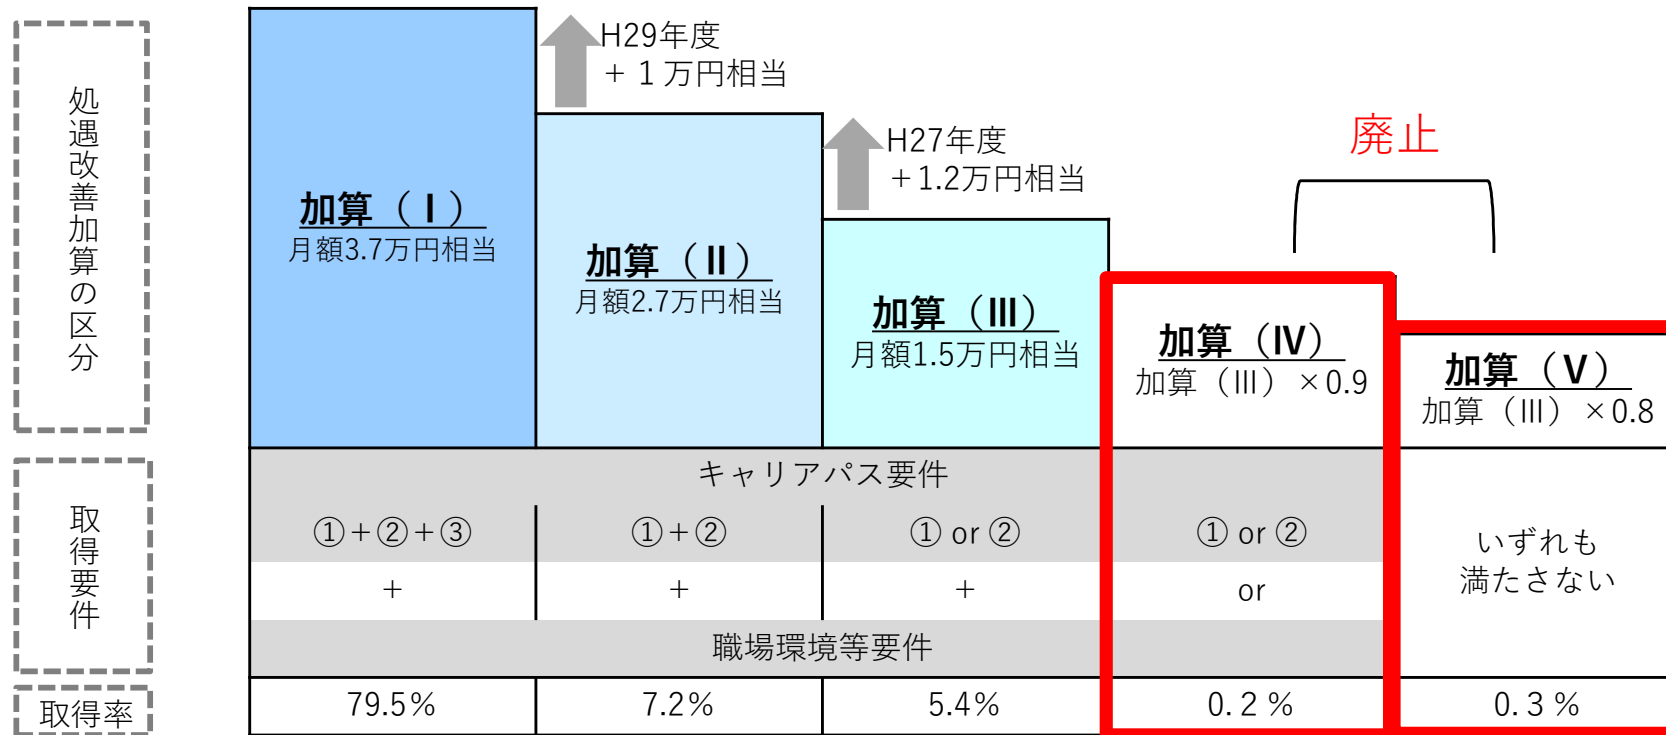 処遇改善加算の区分
H29年度
+１万円相当
H27年度
+1.2万円相当
廃止
加算（Ⅰ）
月額3.7万円相当
加算（Ⅱ）
月額2.7万円相当
加算（Ⅲ）
月額1.5万円相当
加算（Ⅳ）
加算（Ⅲ）×0.9
加算（Ⅴ）
加算（Ⅲ）×0.8
取得要件
キャリアパス要件
①+②+③
①+②
① or ②
① or ②
いずれも
満たさない
+
+
+
or
職場環境等要件
取得率
79.5%
7.2%
5.4%
0.2％
0.3％